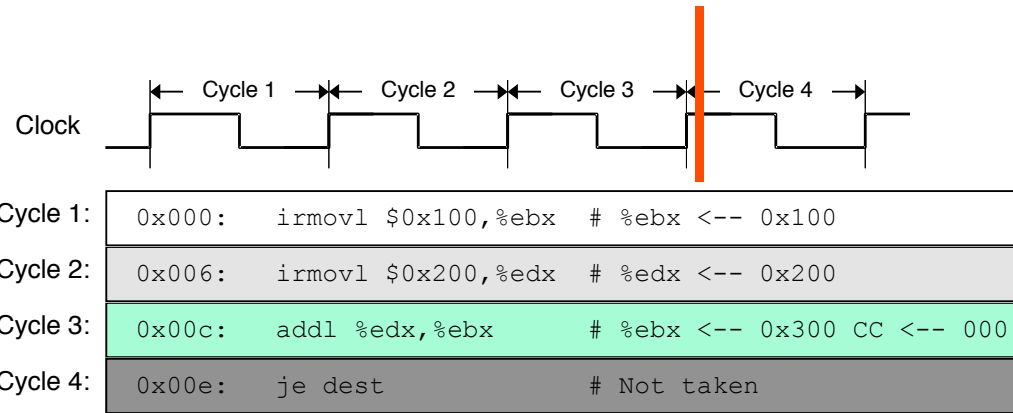 Cycle 1 Cycle 2 Cycle 3 Cycle 4
Clock
Cycle 1: 0x000: irmovl $0x100,%ebx # %ebx <-- 0x100
Cycle 2: 0x006: irmovl $0x200,%edx # %edx <-- 0x200
Cycle 3: 0x00c: addl %edx,%ebx # %ebx <-- 0x300 CC <-- 000
Cycle 4: 0x00e: je dest # Not taken